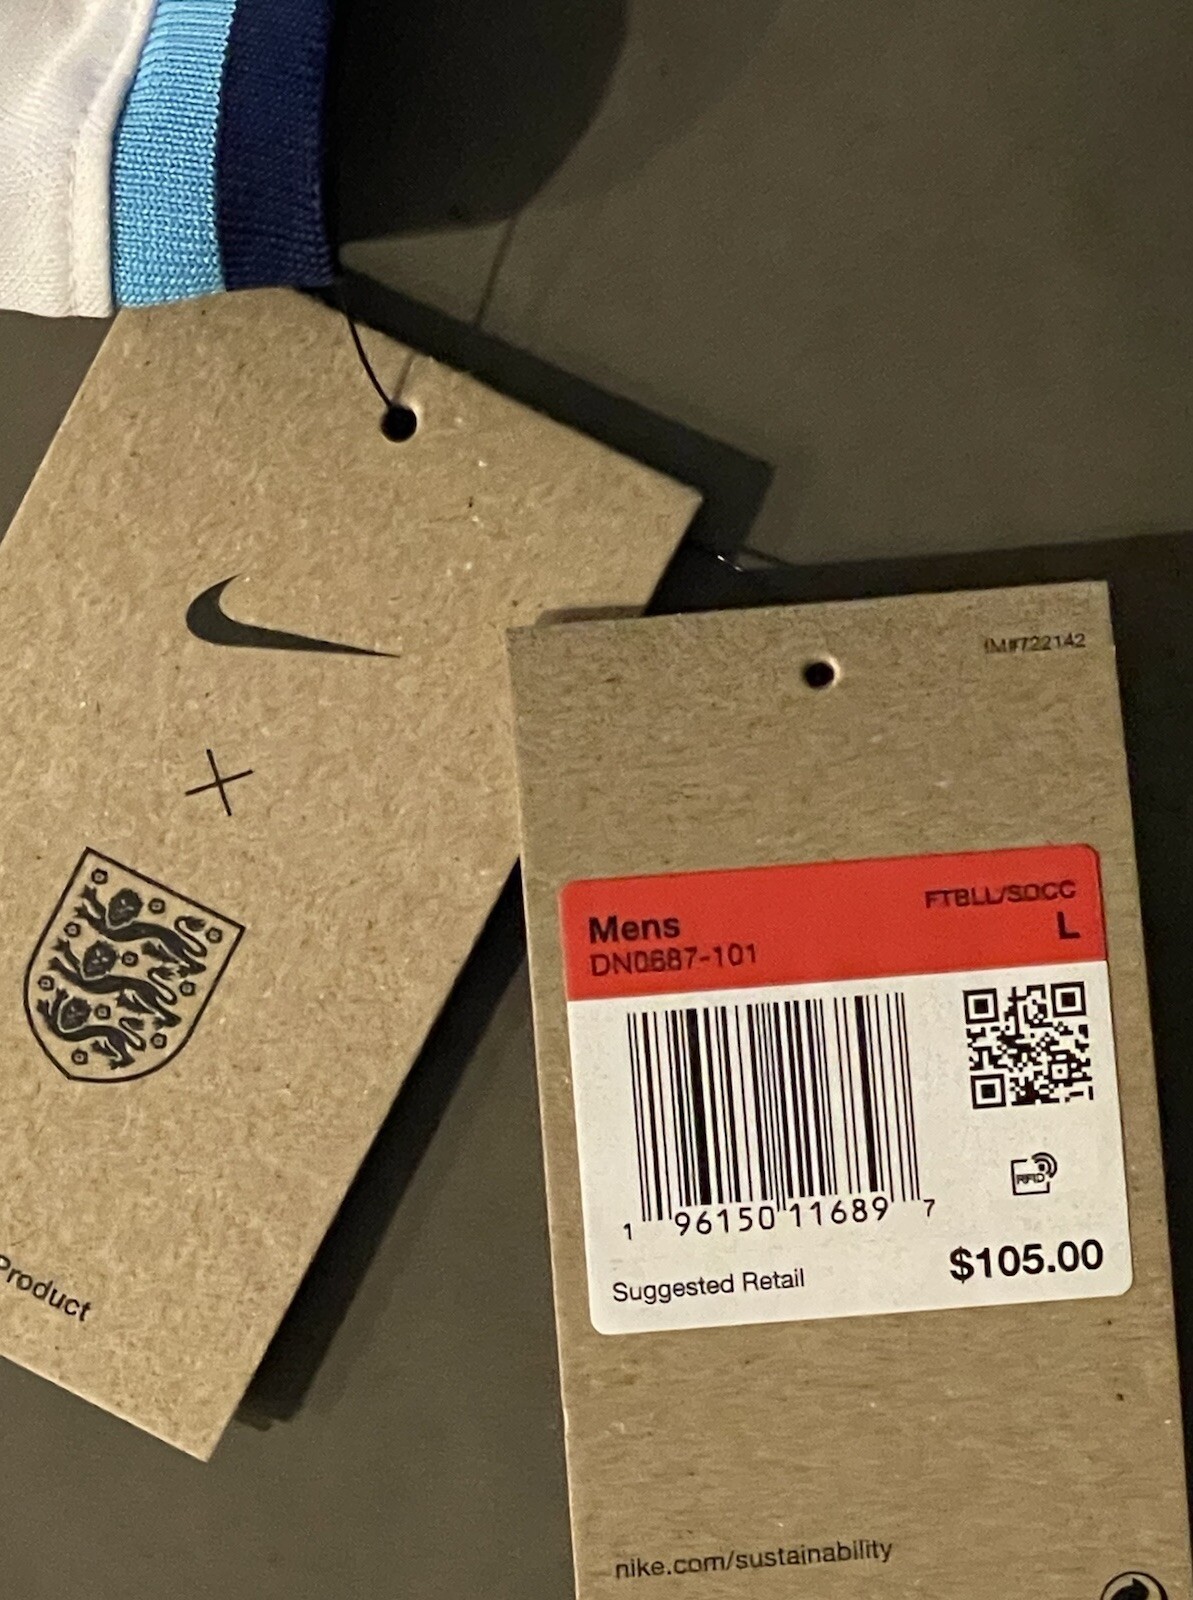 Product
IM#722142
Mens
FTBLL/SOCC
DN0687-101
L
1 96150 11689 7
RFID
Suggested Retail
$105.00
nike.com/sustainability